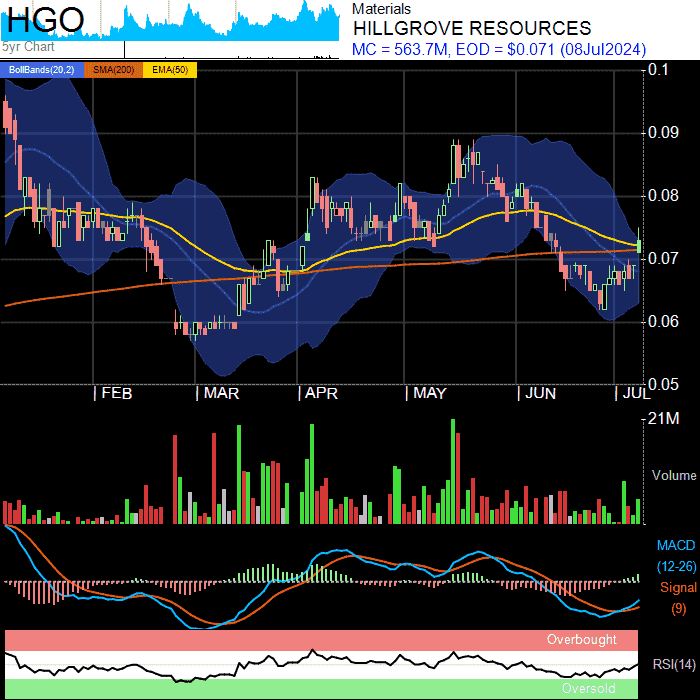 HGO
5yr Chart
Materials
HILLGROVE RESOURCES
MC = 563.7M, EOD = $0.071 (08Jul2024)
BollBands(20,2) SMA(200) EMA(50)
0.1
0.09
0.08
0.07
0.06
0.05
| FEB | MAR | APR | MAY | JUN | JUL
21M
Volume
MACD
(12-26)
Signal
(9)
Overbought
RSI(14)
Oversold